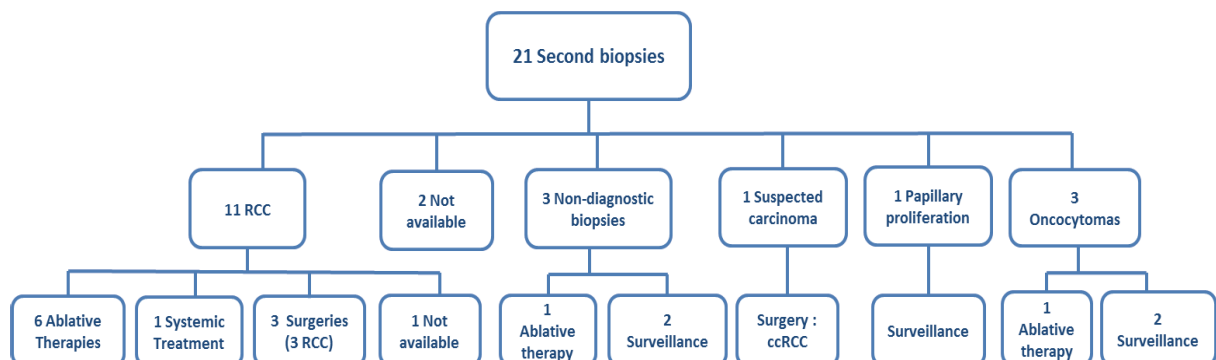 21 Second biopsies
11 RCC
2 Not
available
3 Non-diagnostic
biopsies
1 Suspected
carcinoma
1 Papillary
proliferation
3
Oncocytomas
6 Ablative
Therapies
1 Systemic
Treatment
3 Surgeries
(3 RCC)
1 Not
available
1
Ablative
therapy
2
Surveillance
Surgery :
ccRCC
Surveillance
1
Ablative
therapy
2
Surveillance